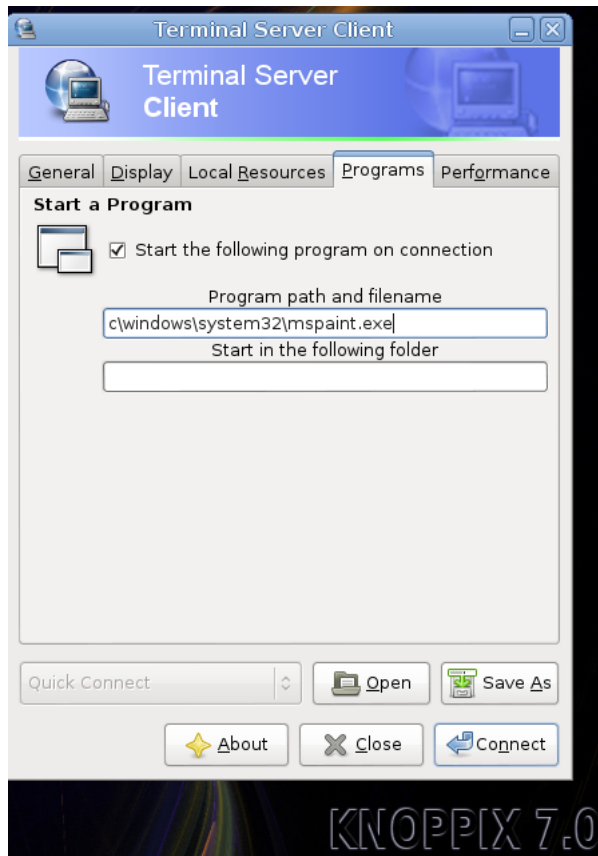 Terminal Server Client
Terminal Server
Client
General Display Local Resources Programs Performance
Start a Program
Start the following program on connection
Program path and filename
c\windows\system32\mspaint.exe
Start in the following folder
Quick Connect Open Save As
About Close Connect
KNOPPIX 7.0